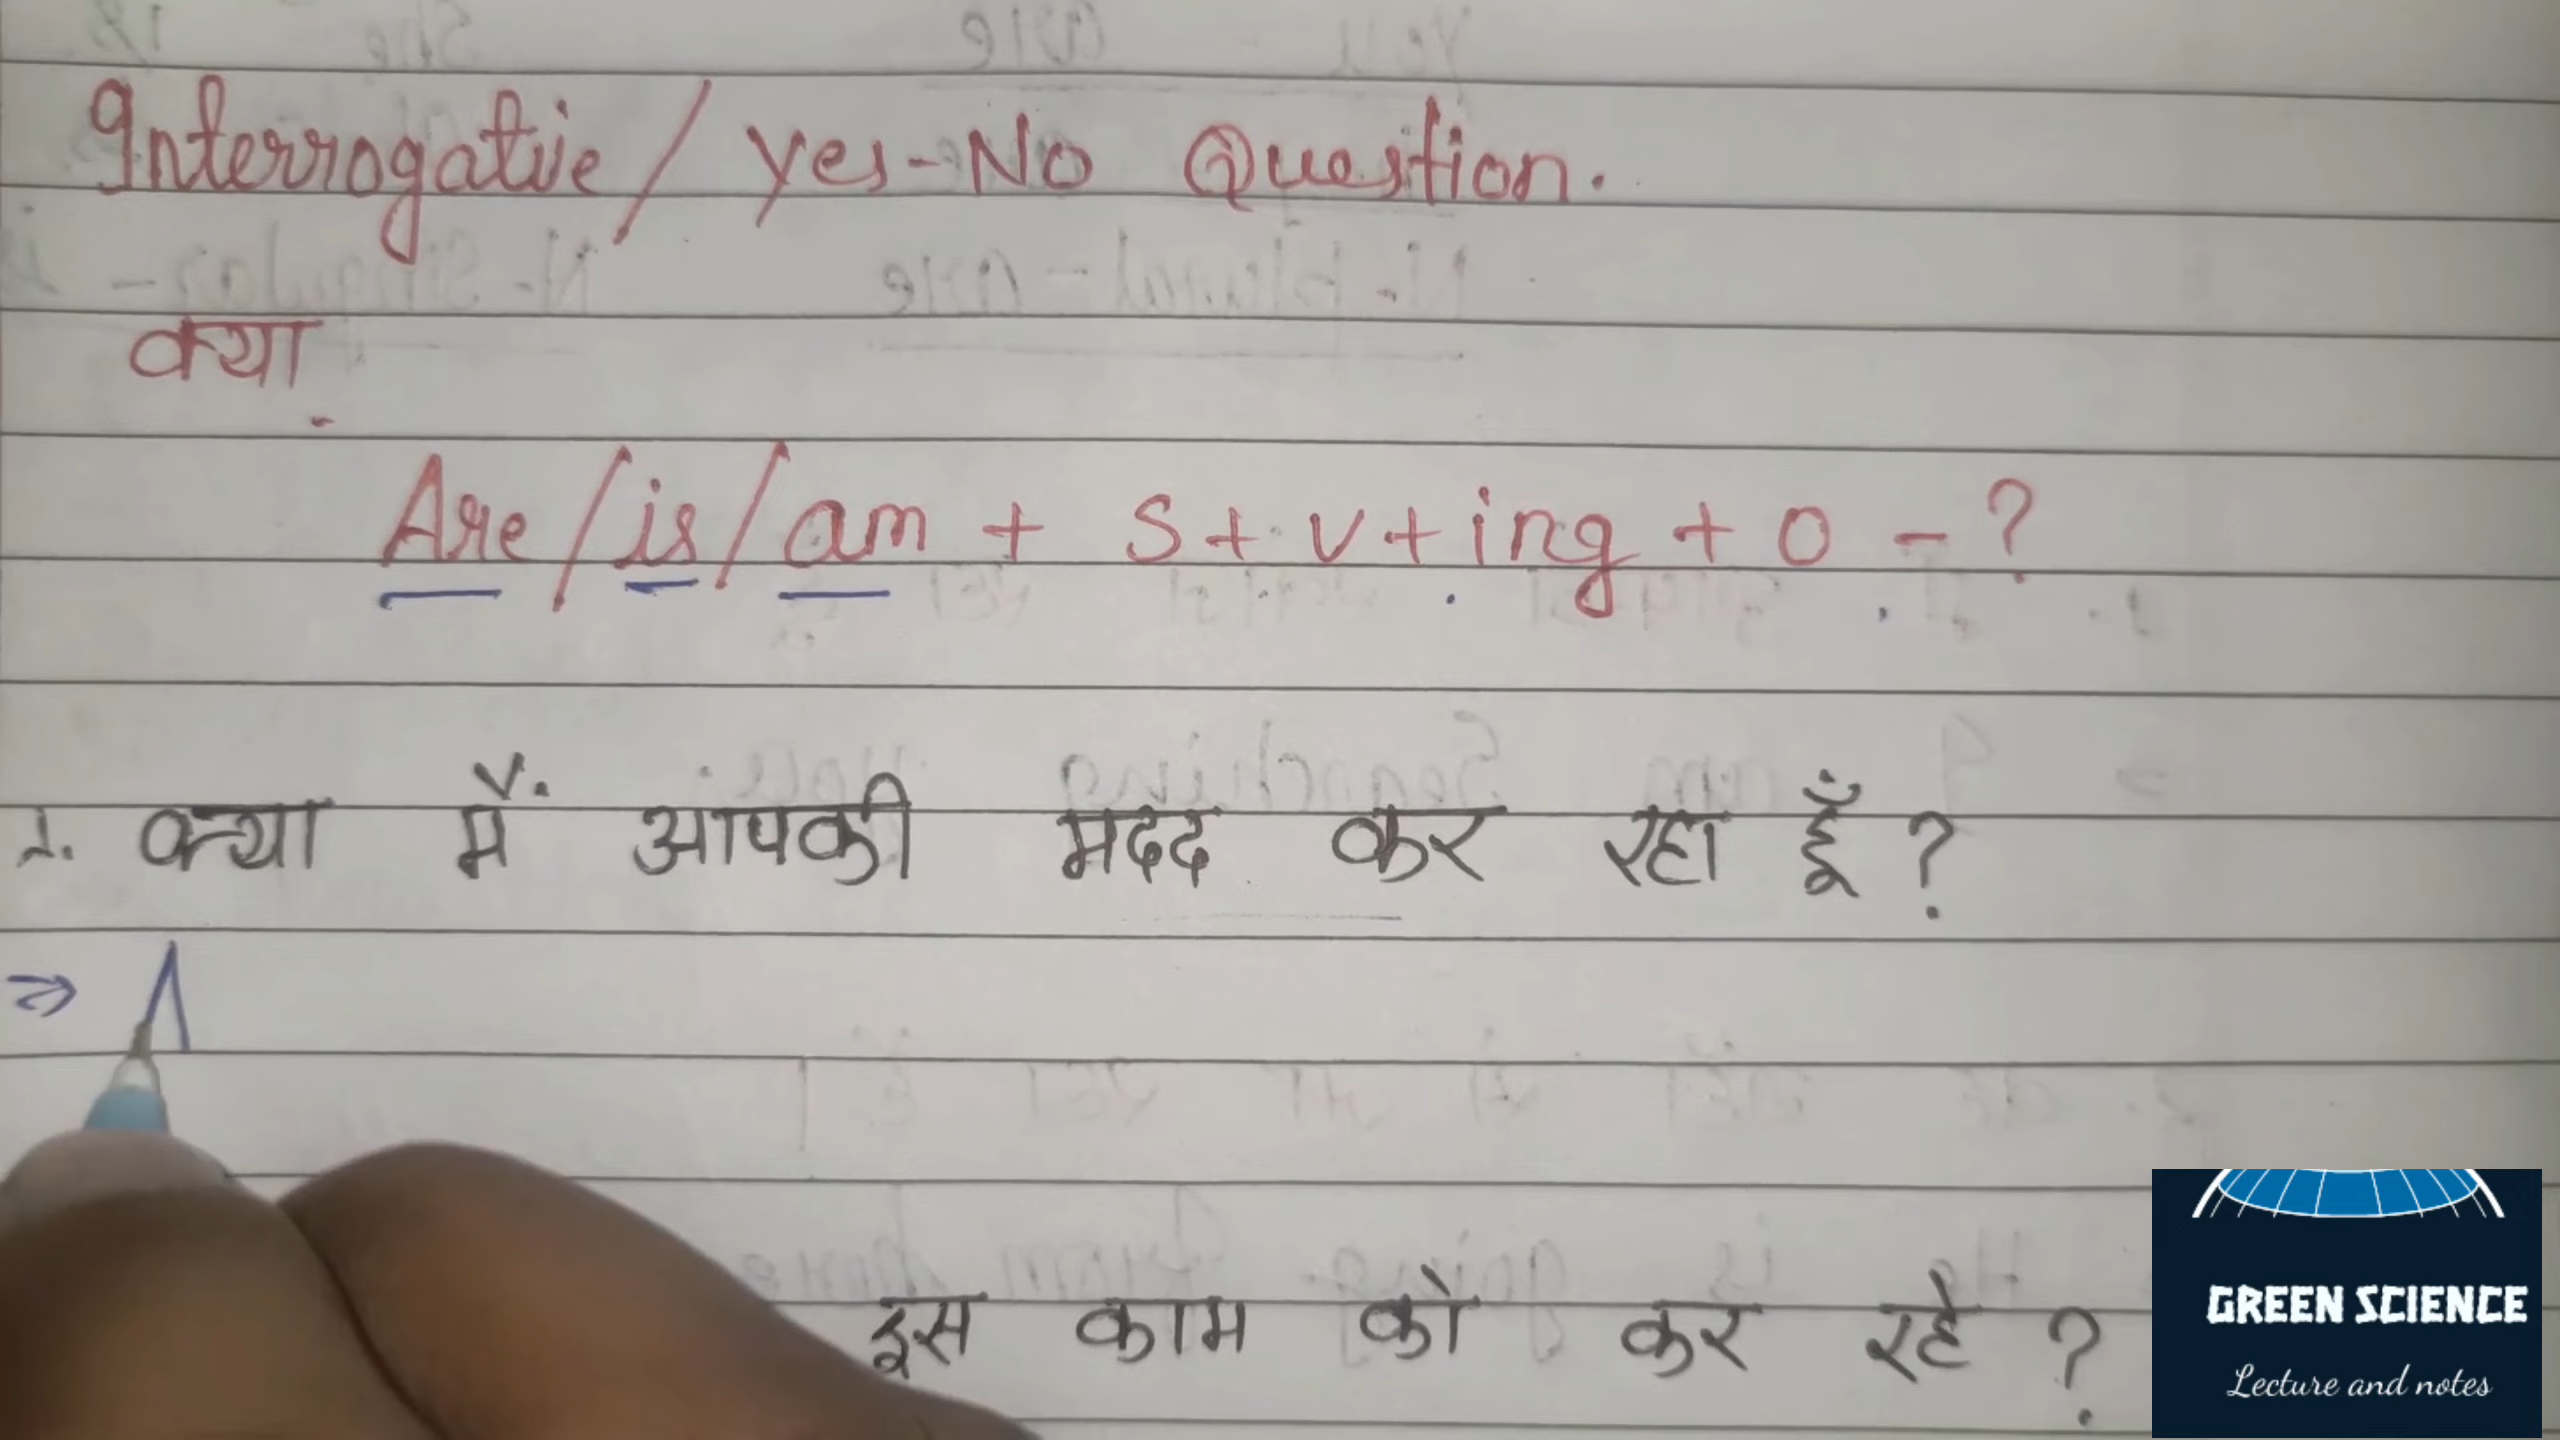 Interrogative / Yes-No Question.
क्या
Are / is / am + S + V + ing + O - ?
1. क्या में आपकी मदद कर रहा हूँ ?
⇒ A
इस काम को कर रहे ?
GREEN SCIENCE
Lecture and notes